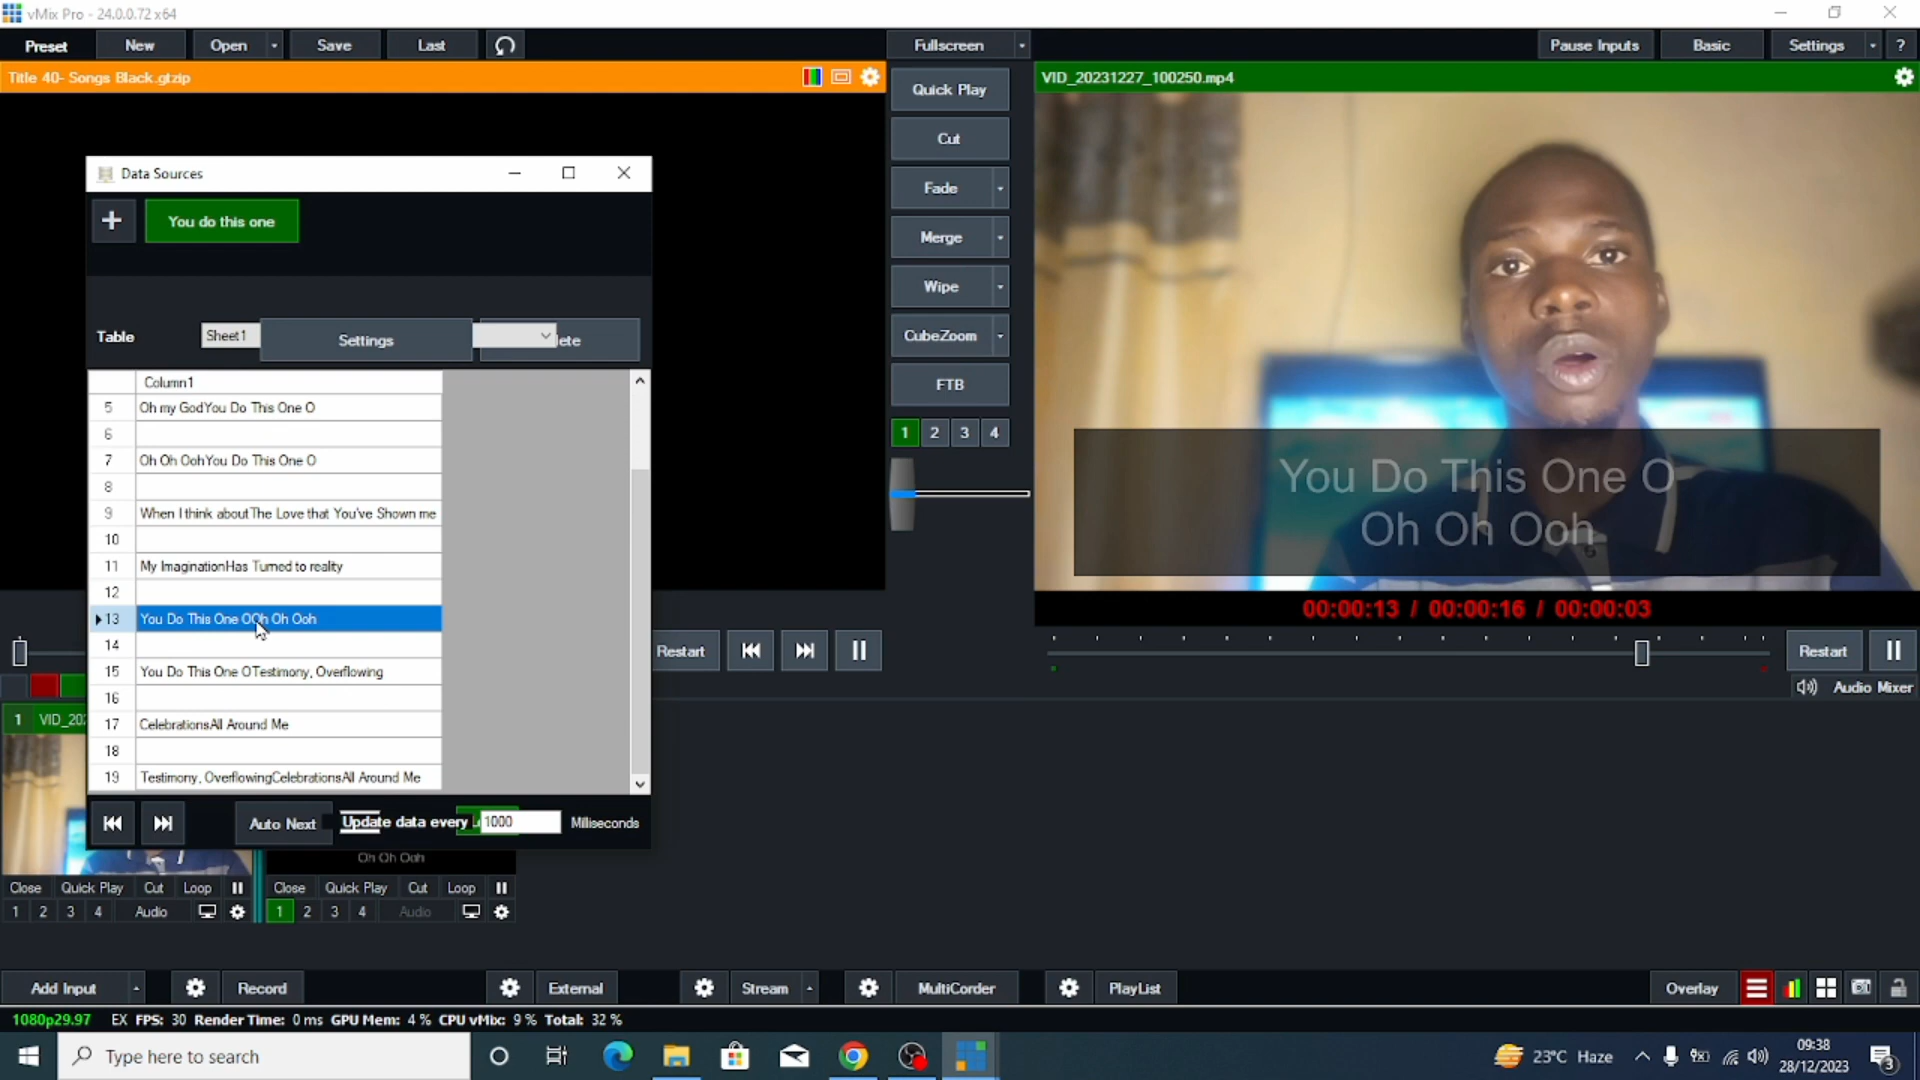 vMix Pro - 24.0.0.72 x64
Preset New Open Save Last Fullscreen Pause Inputs Basic Settings ?
Title 40- Songs Black.gtzip
Quick Play
Cut
Fade
Merge
Wipe
CubeZoom
FTB
1 2 3 4
VID_20231227_100250.mp4
You Do This One O
Oh Oh Ooh
00:00:13 / 00:00:16 / 00:00:03
Restart
Audio Mixer
Data Sources
+ You do this one
Table Sheet1 Settings ete
Column1
5 Oh my GodYou Do This One O
6
7 Oh Oh OohYou Do This One O
8
9 When I think aboutThe Love that You've Shown me
10
11 My ImaginationHas Turned to reality
12
13 You Do This One OOh Oh Ooh
14
15 You Do This One OTestimony, Overflowing
16
17 CelebrationsAll Around Me
18
19 Testimony, OverflowingCelebrationsAll Around Me
Auto Next Update data every 1000 Milliseconds
Restart
1 VID_202
Oh Oh Ooh
Close Quick Play Cut Loop Close Quick Play Cut Loop
1 2 3 4 Audio 1 2 3 4 Audio
Add Input Record External Stream MultiCorder PlayList Overlay
1080p29.97 EX FPS: 30 Render Time: 0 ms GPU Mem: 4 % CPU vMix: 9 % Total: 32 %
Type here to search
23°C Haze
09:38
28/12/2023
3